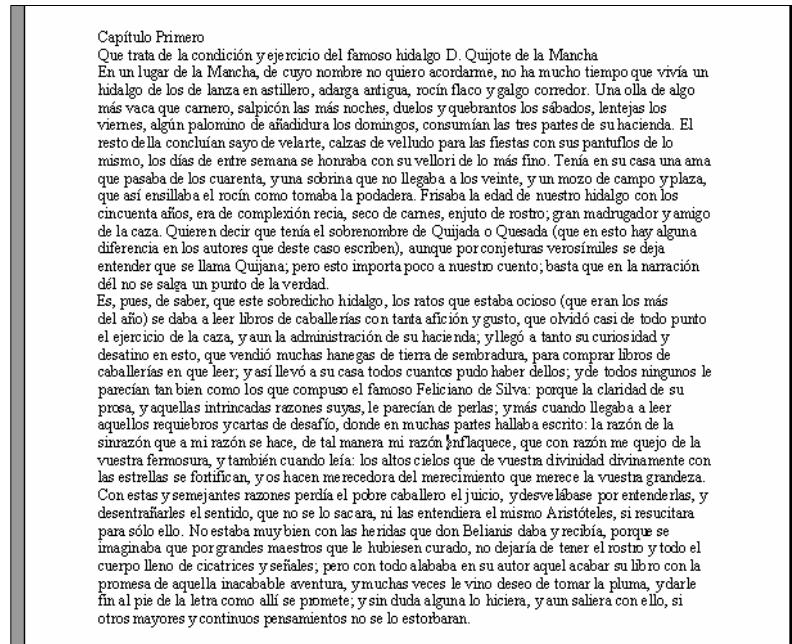 Capítulo Primero
Que trata de la condición y ejercicio del famoso hidalgo D. Quijote de la Mancha
En un lugar de la Mancha, de cuyo nombre no quiero acordarme, no ha mucho tiempo que vivía un
hidalgo de los de lanza en astillero, adarga antigua, rocín flaco y galgo corredor. Una olla de algo
más vaca que carnero, salpicón las más noches, duelos y quebrantos los sábados, lentejas los
viernes, algún palomino de añadidura los domingos, consumían las tres partes de su hacienda. El
resto della concluían sayo de velarte, calzas de velludo para las fiestas con sus pantuflos de lo
mismo, los días de entre semana se honraba con su vellori de lo más fino. Tenía en su casa una ama
que pasaba de los cuarenta, y una sobrina que no llegaba a los veinte, y un mozo de campo y plaza,
que así ensillaba el rocín como tomaba la podadera. Frisaba la edad de nuestro hidalgo con los
cincuenta años, era de complexión recia, seco de carnes, enjuto de rostro; gran madrugador y amigo
de la caza. Quieren decir que tenía el sobrenombre de Quijada o Quesada (que en esto hay alguna
diferencia en los autores que deste caso escriben), aunque por conjeturas verosímiles se deja
entender que se llama Quijana; pero esto importa poco a nuestro cuento; basta que en la narración
dél no se salga un punto de la verdad.
Es, pues, de saber, que este sobredicho hidalgo, los ratos que estaba ocioso (que eran los más
del año) se daba a leer libros de caballerías con tanta afición y gusto, que olvidó casi de todo punto
el ejercicio de la caza, y aun la administración de su hacienda; y llegó a tanto su curiosidad y
desatino en esto, que vendió muchas hanegas de tierra de sembradura, para comprar libros de
caballerías en que leer; y así llevó a su casa todos cuantos pudo haber dellos; y de todos ningunos le
parecían tan bien como los que compuso el famoso Feliciano de Silva: porque la claridad de su
prosa, y aquellas intrincadas razones suyas, le parecían de perlas; y más cuando llegaba a leer
aquellos requiebros y cartas de desafío, donde en muchas partes hallaba escrito: la razón de la
sinrazón que a mi razón se hace, de tal manera mi razón enflaquece, que con razón me quejo de la
vuestra fermosura, y también cuando leía: los altos cielos que de vuestra divinidad divinamente con
las estrellas se fortifican, y os hacen merecedora del merecimiento que merece la vuestra grandeza.
Con estas y semejantes razones perdía el pobre caballero el juicio, y desvelábase por entenderlas, y
desentrañarles el sentido, que no se lo sacara, ni las entendiera el mismo Aristóteles, si resucitara
para sólo ello. No estaba muy bien con las heridas que don Belianis daba y recibía, porque se
imaginaba que por grandes maestros que le hubiesen curado, no dejaría de tener el rostro y todo el
cuerpo lleno de cicatrices y señales; pero con todo alababa en su autor aquel acabar su libro con la
promesa de aquella inacabable aventura, y muchas veces le vino deseo de tomar la pluma, y darle
fin al pie de la letra como allí se promete; y sin duda alguna lo hiciera, y aun saliera con ello, si
otros mayores y continuos pensamientos no se lo estorbaran.